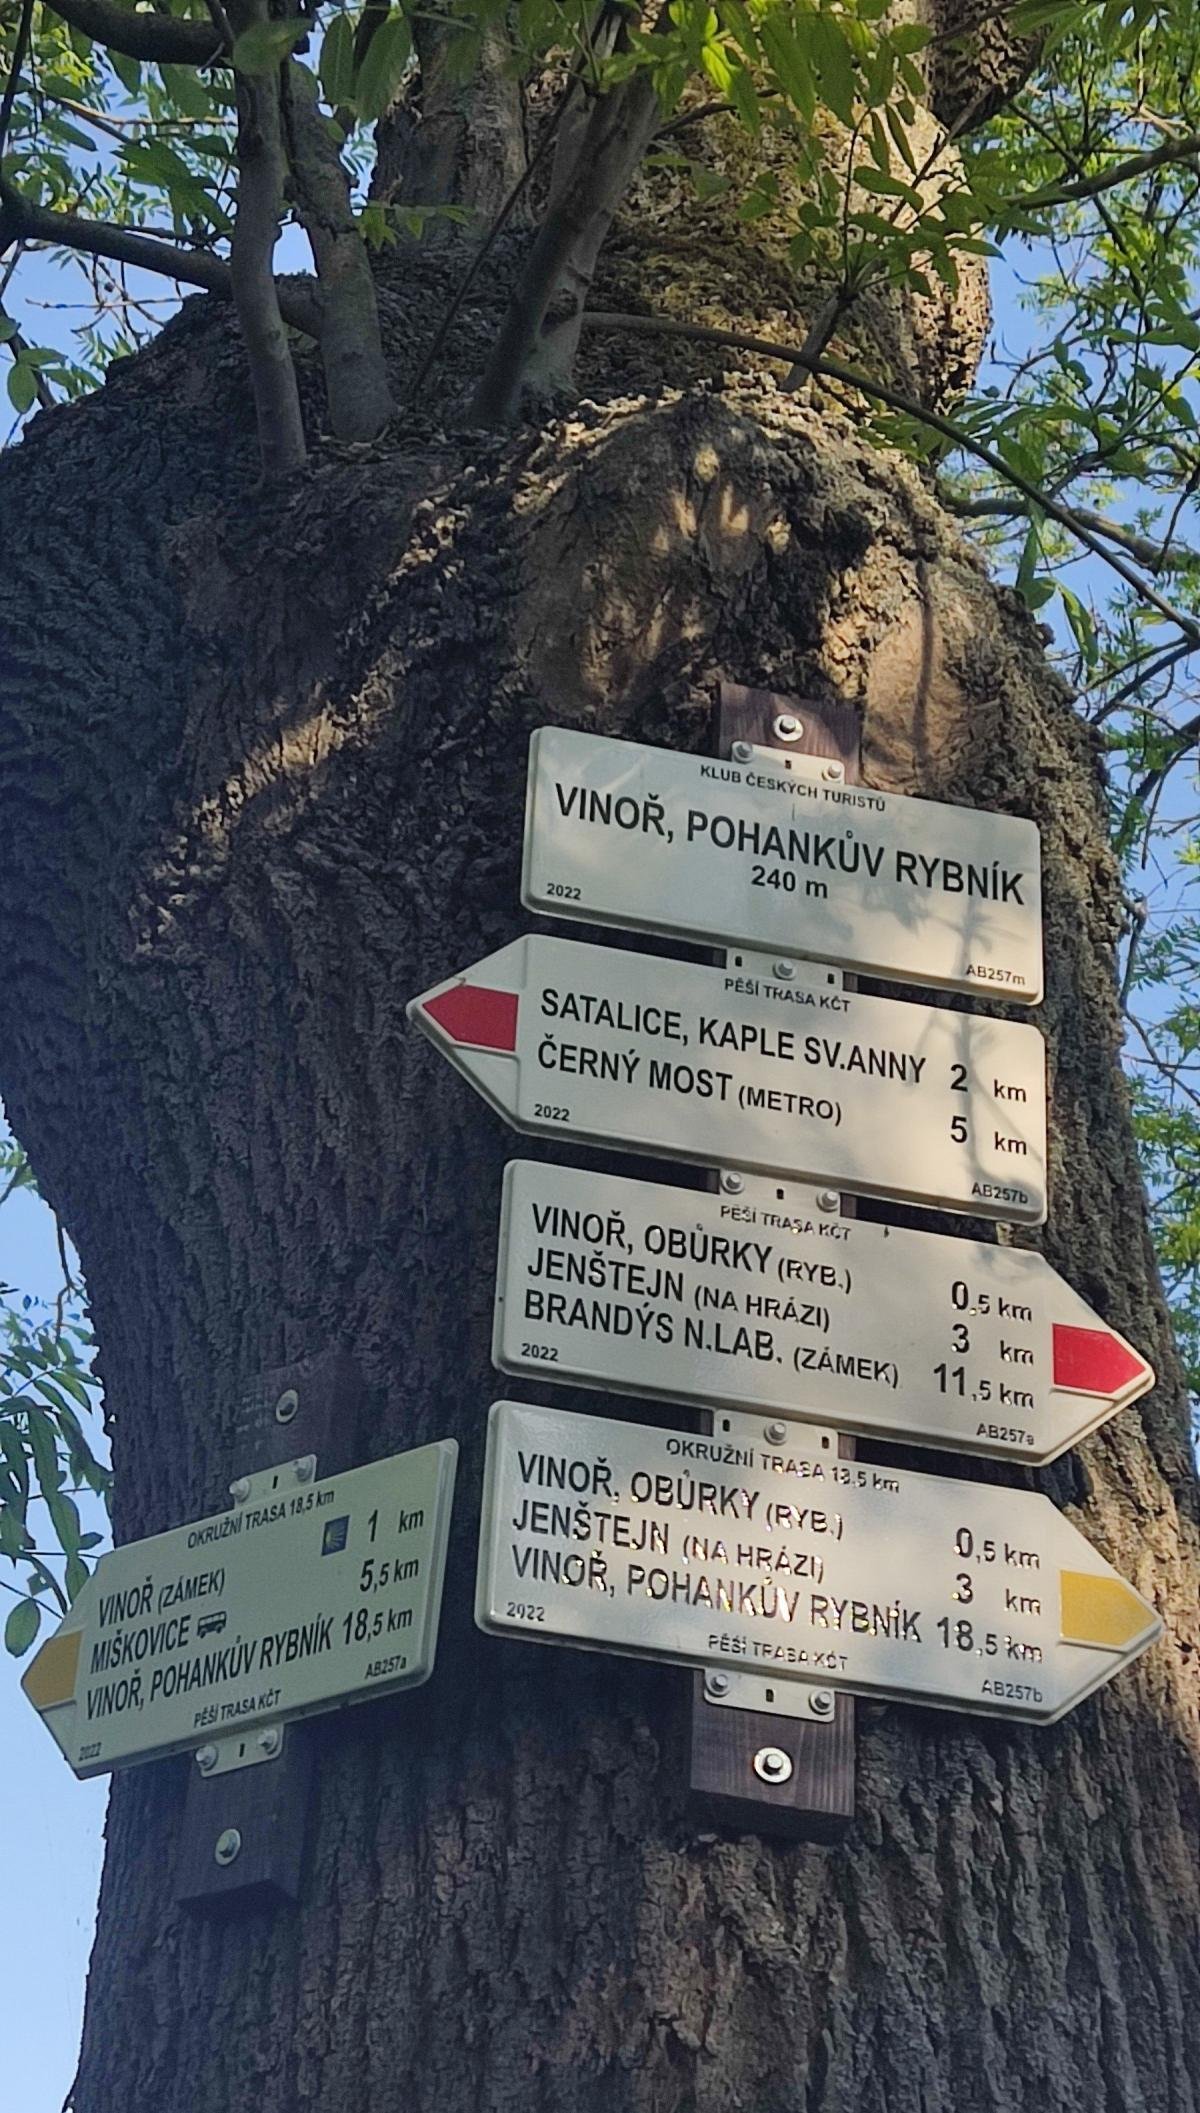 KLUB ČESKÝCH TURISTŮ
VINOŘ, POHANKŮV RYBNÍK
240 m
2022
AB257m
PĚŠÍ TRASA KČT
SATALICE, KAPLE SV.ANNY 2 km
ČERNÝ MOST (METRO) 5 km
2022
AB257b
PĚŠÍ TRASA KČT
VINOŘ, OBŮRKY (RYB.) 0,5 km
JENŠTEJN (NA HRÁZI) 3 km
BRANDÝS N.LAB. (ZÁMEK) 11,5 km
2022
AB257a
OKRUŽNÍ TRASA 18,5 km
VINOŘ, OBŮRKY (RYB.) 0,5 km
JENŠTEJN (NA HRÁZI) 3 km
VINOŘ, POHANKŮV RYBNÍK 18,5 km
2022
PĚŠÍ TRASA KČT
AB257b
OKRUŽNÍ TRASA 18,5 km
VINOŘ (ZÁMEK) 1 km
MIŠKOVICE 5,5 km
VINOŘ, POHANKŮV RYBNÍK 18,5 km
AB257a
PĚŠÍ TRASA KČT
2022